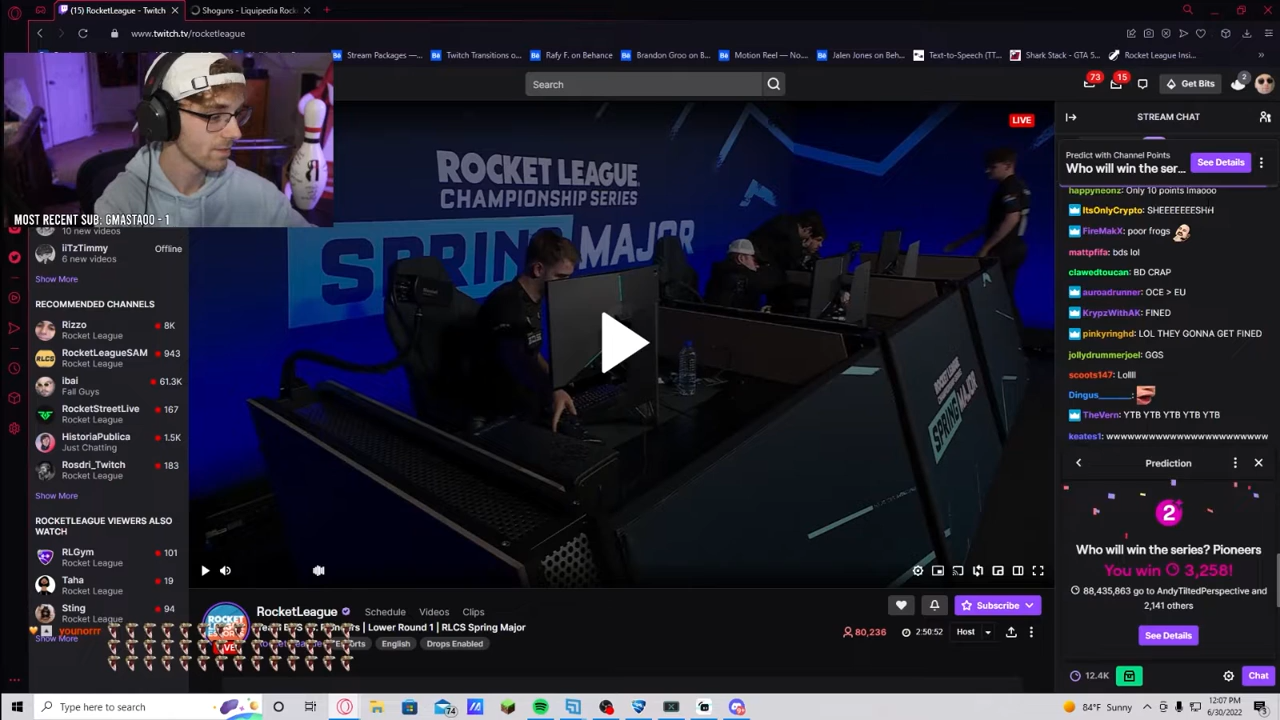 (15) RocketLeague - Twitch
Shoguns - Liquipedia Rock
www.twitch.tv/rocketleague
Stream Packages —...
Twitch Transitions o...
Rafy F. on Behance
Brandon Groo on B...
Motion Reel — No...
Jalen Jones on Beh...
Text-to-Speech (TT...
Shark Stack - GTA 5...
Rocket League Insi...
Search
73
15
Get Bits
2
MOST RECENT SUB: GMASTAOO - 1
10 new videos
iiTzTimmy
Offline
6 new videos
Show More
RECOMMENDED CHANNELS
Rizzo
8K
Rocket League
RocketLeagueSAM
943
Rocket League
ibai
61.3K
Fall Guys
RocketStreetLive
167
Rocket League
HistoriaPublica
1.5K
Just Chatting
Rosdri_Twitch
183
Rocket League
Show More
ROCKETLEAGUE VIEWERS ALSO
WATCH
RLGym
101
Rocket League
Taha
19
Rocket League
Sting
94
Show More
younorrr
LIVE
ROCKET LEAGUE
CHAMPIONSHIP SERIES
SPRING MAJOR
ROCKET LEAGUE
SPRING MAJOR
RocketLeague
Schedule
Videos
Clips
| Lower Round 1 | RLCS Spring Major
English
Drops Enabled
Subscribe
80,236
2:50:52
Host
STREAM CHAT
Predict with Channel Points
Who will win the ser...
See Details
happyneonz: Only 10 points lmaooo
ItsOnlyCrypto: SHEEEEEESHH
FireMakX: poor frogs
mattpfifa: bds lol
clawedtoucan: BD CRAP
auroadrunner: OCE > EU
KrypzWithAK: FINED
pinkyringhd: LOL THEY GONNA GET FINED
jollydrummerjoel: GGS
scoots147: Lollll
TheVern: YTB YTB YTB YTB YTB
keates1: wwwwwwwwwwwwwwwwwwwwwwwww
Prediction
2
Who will win the series? Pioneers
You win 3,258!
88,435,863 go to AndyTiltedPerspective and
2,141 others
See Details
12.4K
Chat
Type here to search
74
84°F Sunny
12:07 PM
6/30/2022